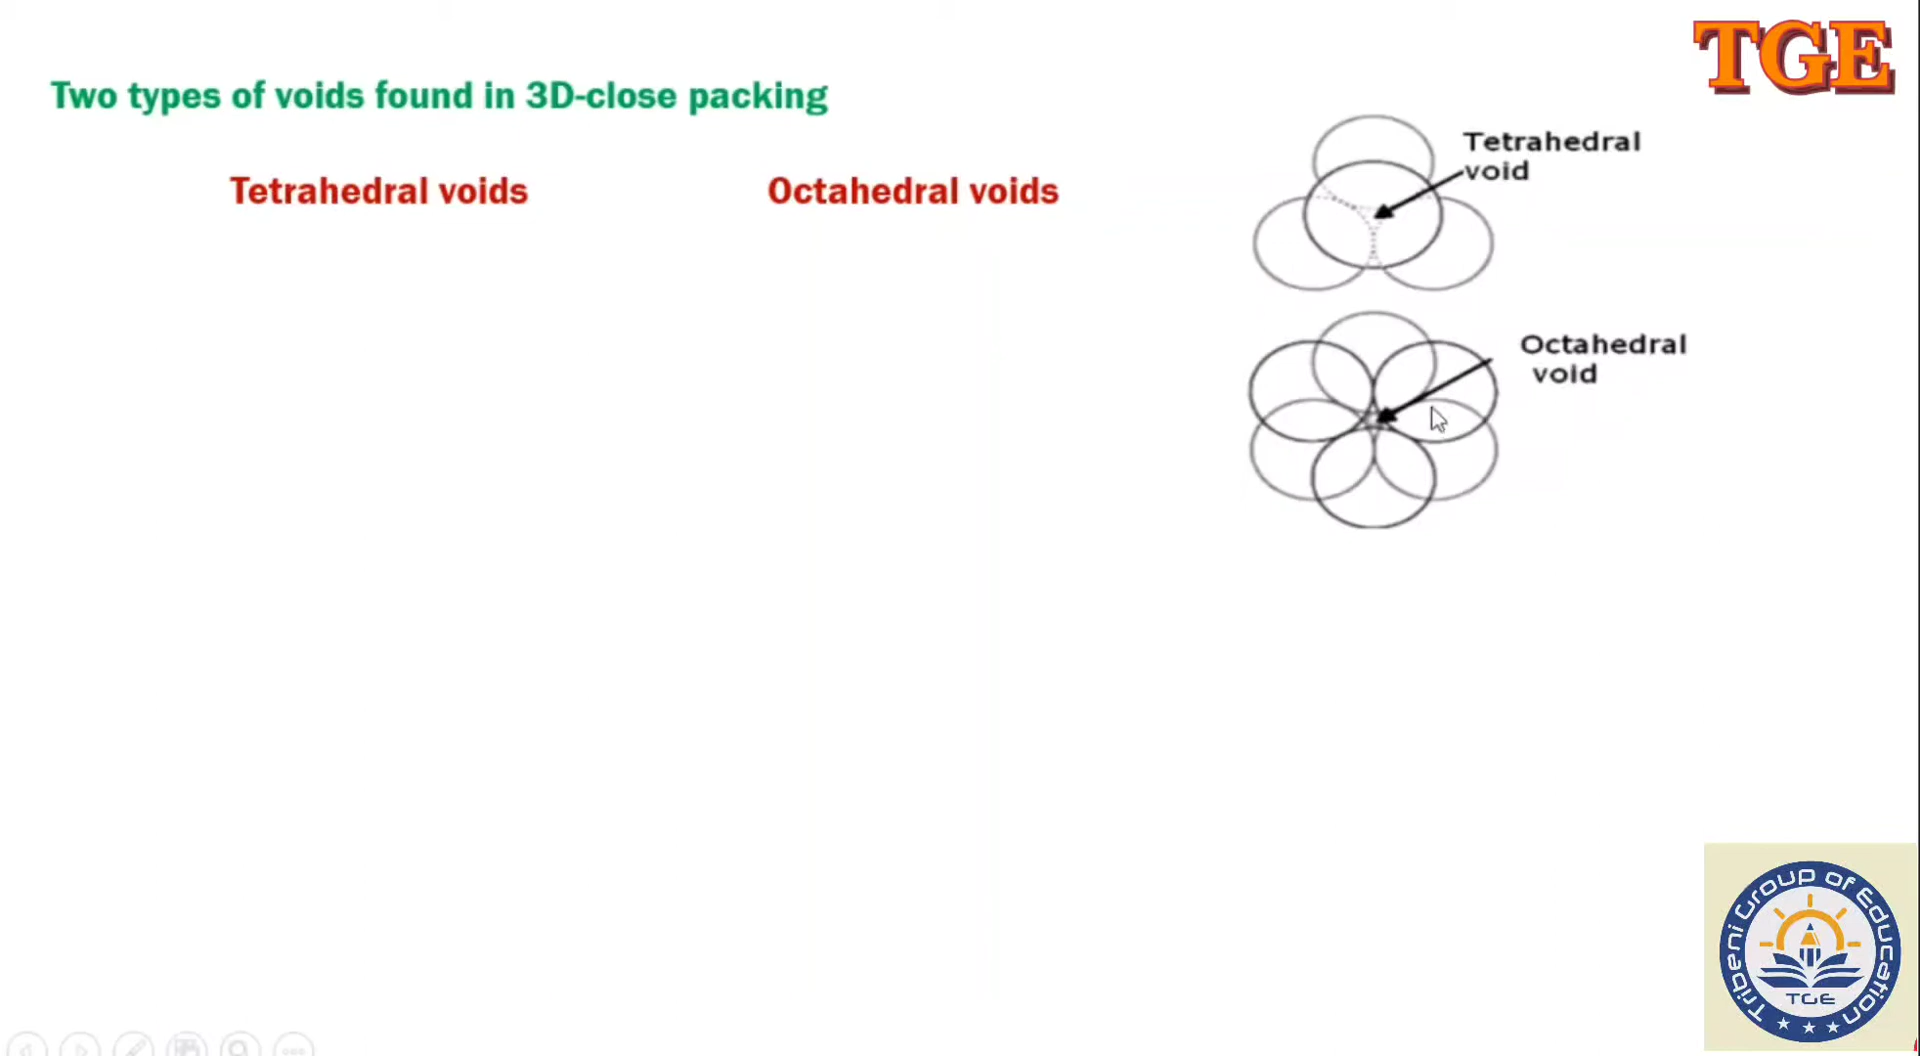 TGE
Two types of voids found in 3D-close packing
Tetrahedral voids
Octahedral voids
Tetrahedral
void
Octahedral
void
Tribeni Group of Education
TGE